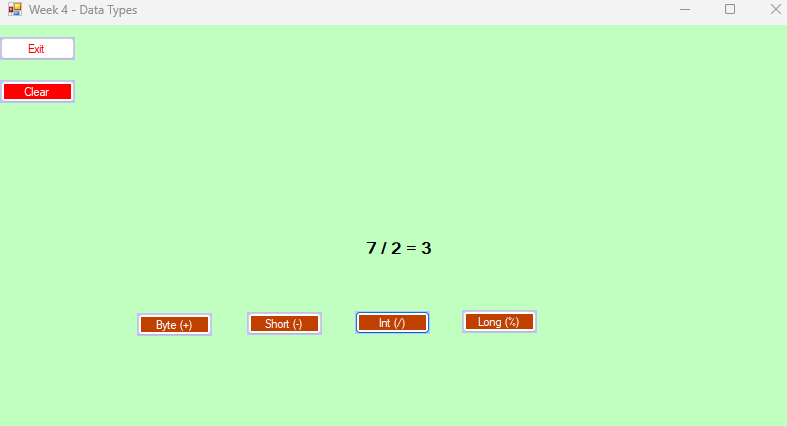 Week 4 - Data Types
Exit
Clear
7 / 2 = 3
Byte (+)
Short (-)
Int (/)
Long (%)